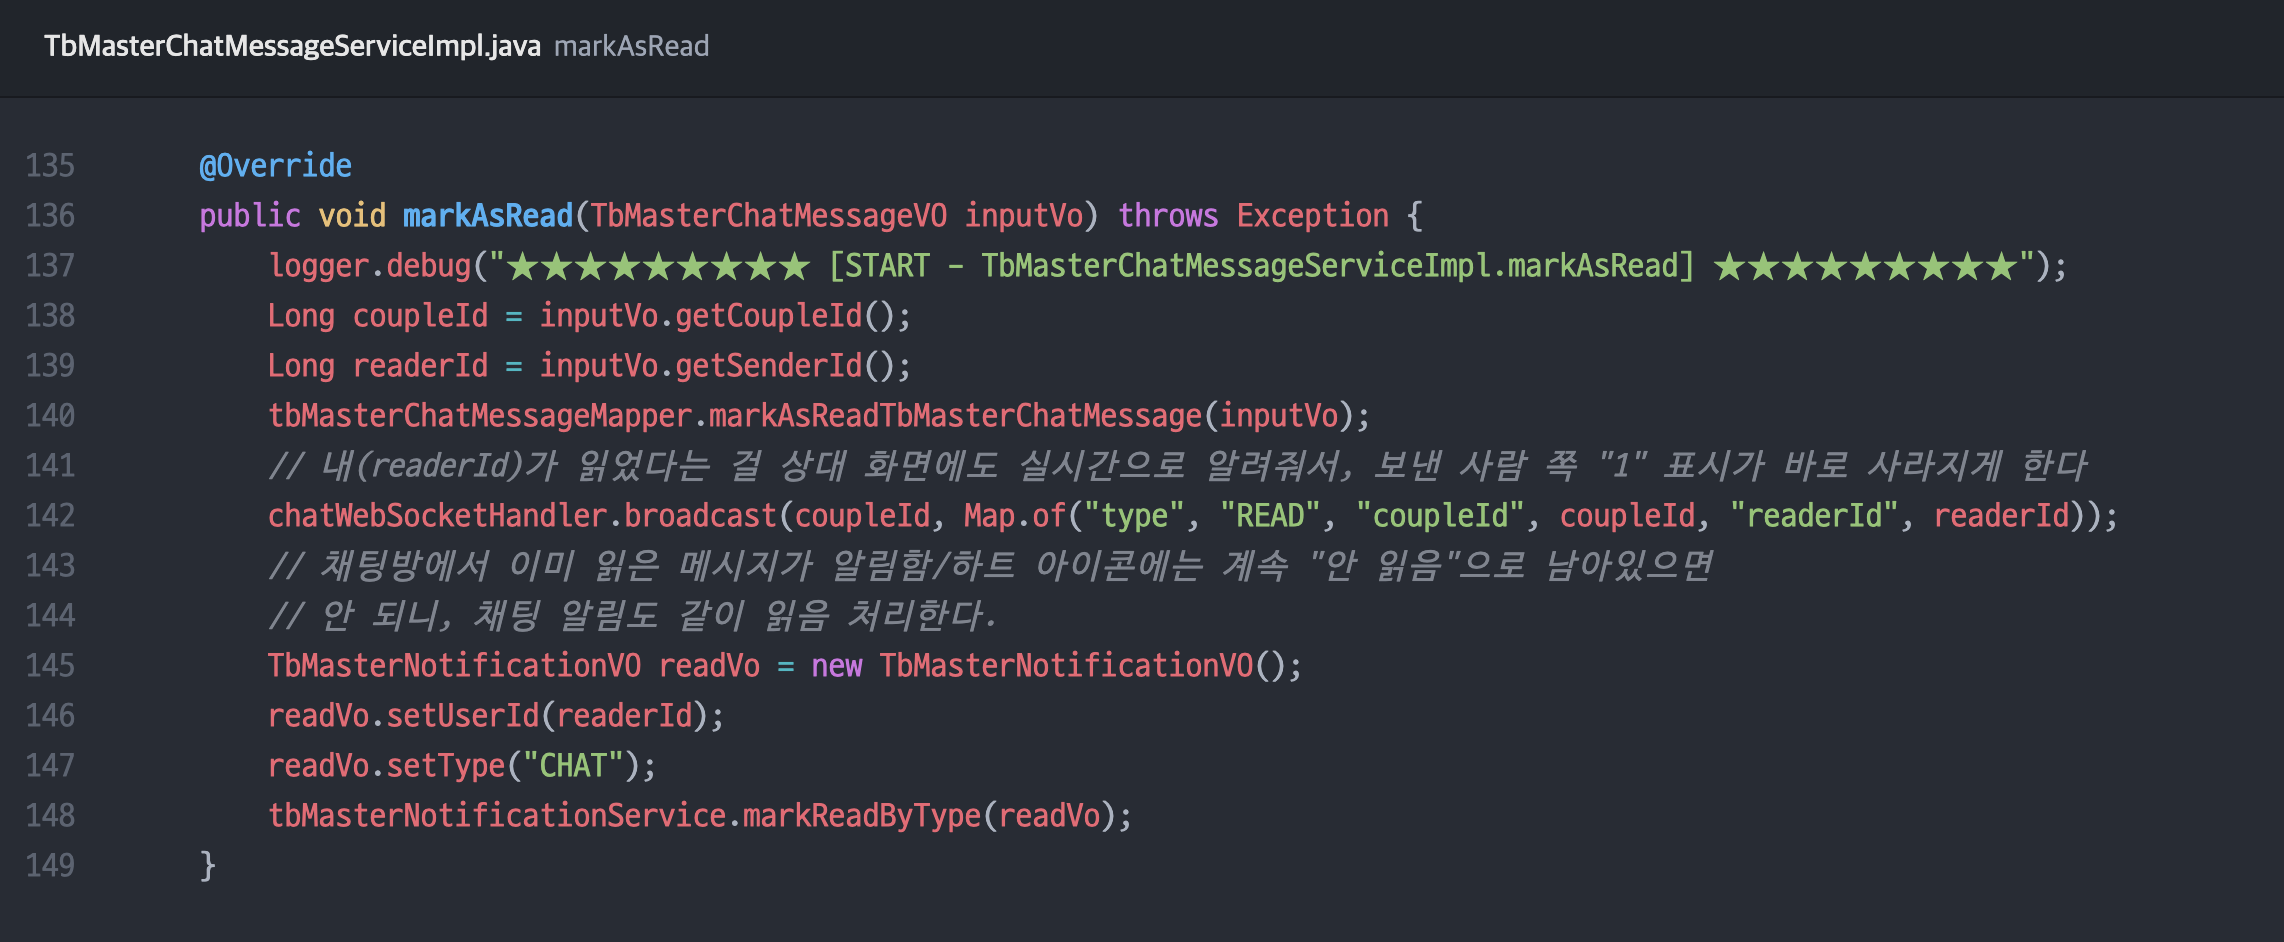 TbMasterChatMessageServiceImpl.java markAsRead
135 @Override
136 public void markAsRead(TbMasterChatMessageVO inputVo) throws Exception {
137 logger.debug("★★★★★★★★★ [START - TbMasterChatMessageServiceImpl.markAsRead] ★★★★★★★★★");
138 Long coupleId = inputVo.getCoupleId();
139 Long readerId = inputVo.getSenderId();
140 tbMasterChatMessageMapper.markAsReadTbMasterChatMessage(inputVo);
141 // 내(readerId)가 읽었다는 걸 상대 화면에도 실시간으로 알려줘서, 보낸 사람 쪽 "1" 표시가 바로 사라지게 한다
142 chatWebSocketHandler.broadcast(coupleId, Map.of("type", "READ", "coupleId", coupleId, "readerId", readerId));
143 // 채팅방에서 이미 읽은 메시지가 알림함/하트 아이콘에는 계속 "안 읽음"으로 남아있으면
144 // 안 되니, 채팅 알림도 같이 읽음 처리한다.
145 TbMasterNotificationVO readVo = new TbMasterNotificationVO();
146 readVo.setUserId(readerId);
147 readVo.setType("CHAT");
148 tbMasterNotificationService.markReadByType(readVo);
149 }